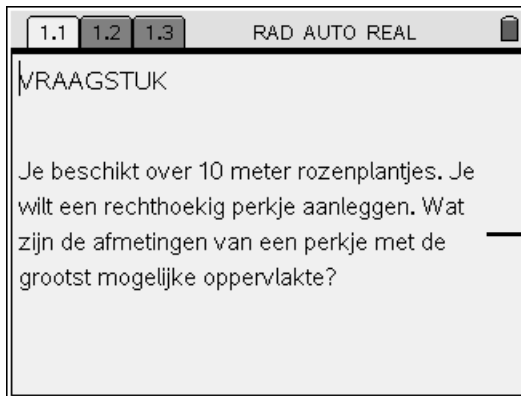 1.1 1.2 1.3 RAD AUTO REAL
VRAAGSTUK
Je beschikt over 10 meter rozenplantjes. Je
wilt een rechthoekig perkje aanleggen. Wat
zijn de afmetingen van een perkje met de
grootst mogelijke oppervlakte?